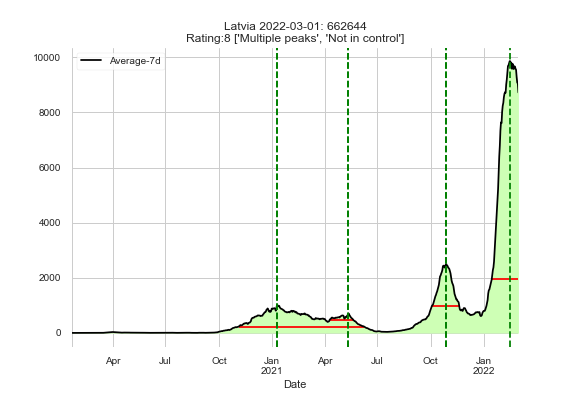 Latvia 2022-03-01: 662644
Rating:8 ['Multiple peaks', 'Not in control']
Average-7d
10000
8000
6000
4000
2000
0
Apr Jul Oct Jan Apr Jul Oct Jan
2021 2022
Date